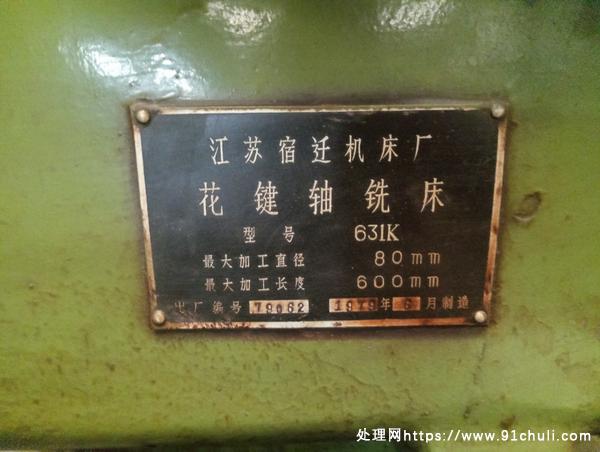 江苏宿迁机床厂
花键轴铣床
型号 631K
最大加工直径 80mm
最大加工长度 600mm
出厂编号 79062 1979年 6月制造
处理网https://www.91chuli.com/